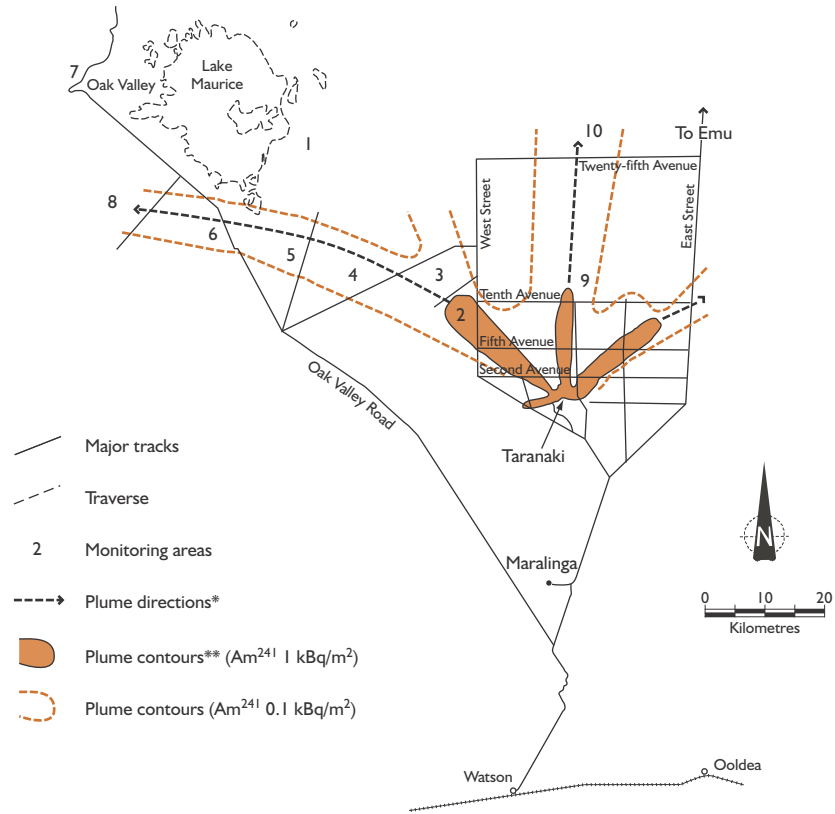 Lake
Maurice
7
Oak Valley
1
10
To Emu
Twenty-fifth Avenue
West Street
East Street
8
6
5
4
3
9
Tenth Avenue
2
Fifth Avenue
Second Avenue
Oak Valley Road
Taranaki
Major tracks
Traverse
2 Monitoring areas
Plume directions*
Plume contours** (Am241 1 kBq/m2)
Plume contours (Am241 0.1 kBq/m2)
Maralinga
N
0 10 20
Kilometres
Watson
Ooldea